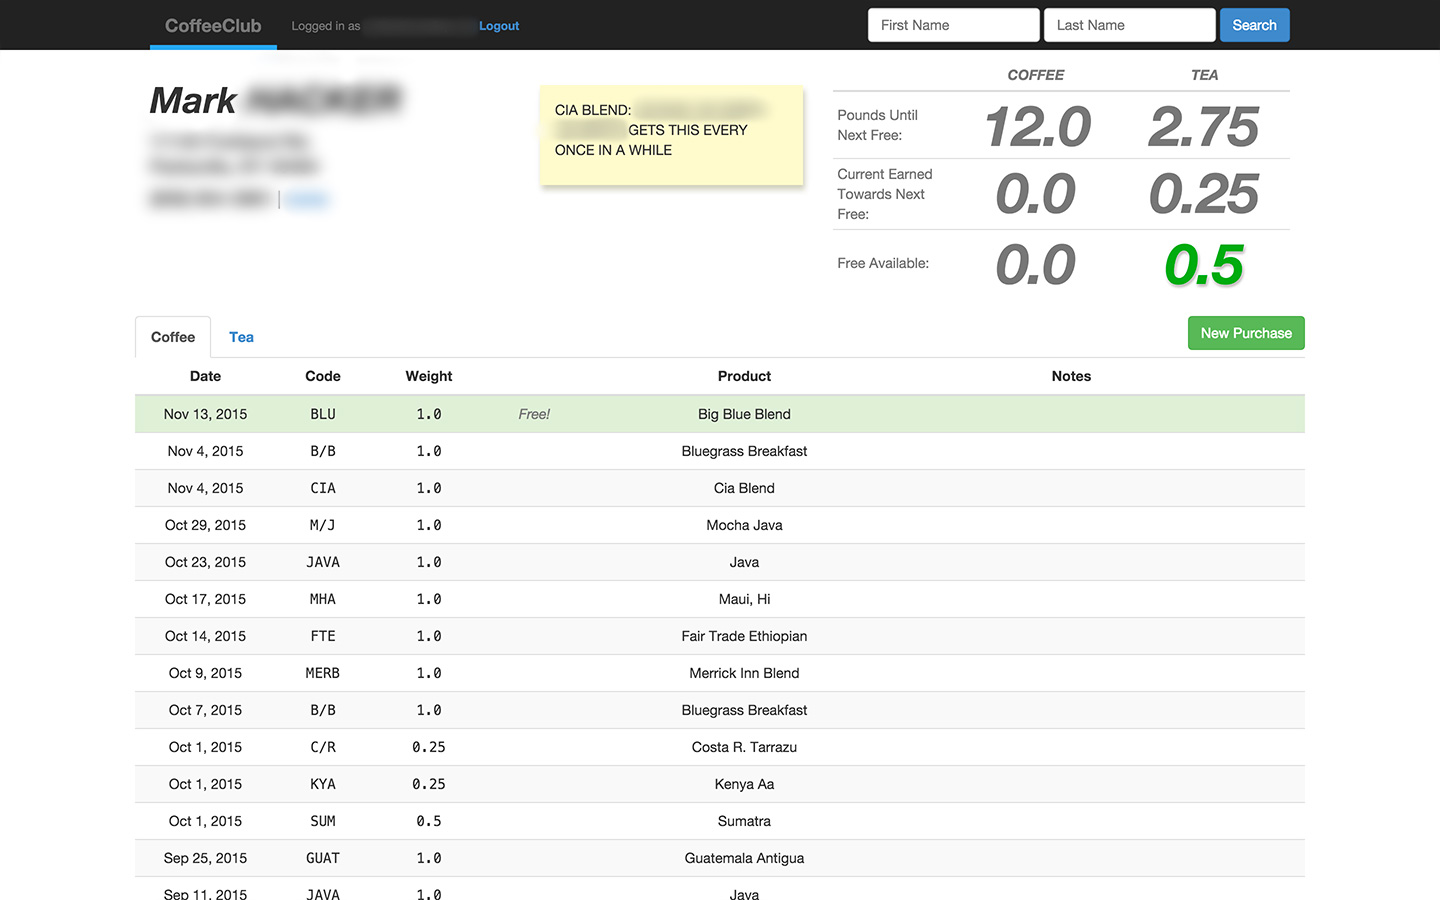 CoffeeClub Logged in as Logout First Name Last Name Search
Mark
CIA BLEND:
GETS THIS EVERY
ONCE IN A WHILE
COFFEE TEA
Pounds Until
Next Free: 12.0 2.75
Current Earned
Towards Next
Free: 0.0 0.25
Free Available: 0.0 0.5
Coffee Tea New Purchase
Date Code Weight Product Notes
Nov 13, 2015 BLU 1.0 Free! Big Blue Blend
Nov 4, 2015 B/B 1.0 Bluegrass Breakfast
Nov 4, 2015 CIA 1.0 Cia Blend
Oct 29, 2015 M/J 1.0 Mocha Java
Oct 23, 2015 JAVA 1.0 Java
Oct 17, 2015 MHA 1.0 Maui, Hi
Oct 14, 2015 FTE 1.0 Fair Trade Ethiopian
Oct 9, 2015 MERB 1.0 Merrick Inn Blend
Oct 7, 2015 B/B 1.0 Bluegrass Breakfast
Oct 1, 2015 C/R 0.25 Costa R. Tarrazu
Oct 1, 2015 KYA 0.25 Kenya Aa
Oct 1, 2015 SUM 0.5 Sumatra
Sep 25, 2015 GUAT 1.0 Guatemala Antigua
Sep 11, 2015 JAVA 1.0 Java